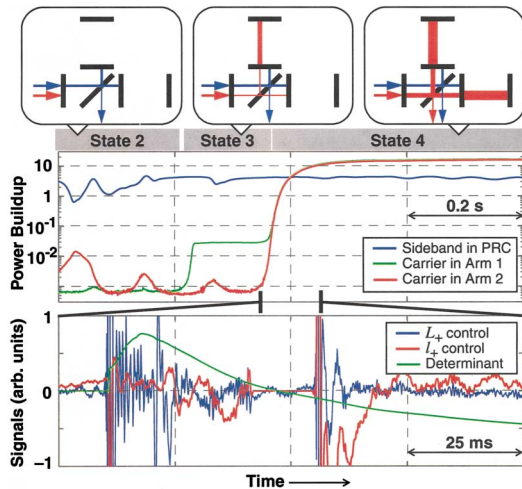 State 2
State 3
State 4
Power Buildup
10
1
10⁻¹
10⁻²
0.2 s
Sideband in PRC
Carrier in Arm 1
Carrier in Arm 2
Signals (arb. units)
1
0
−1
L₊ control
l₊ control
Determinant
25 ms
Time